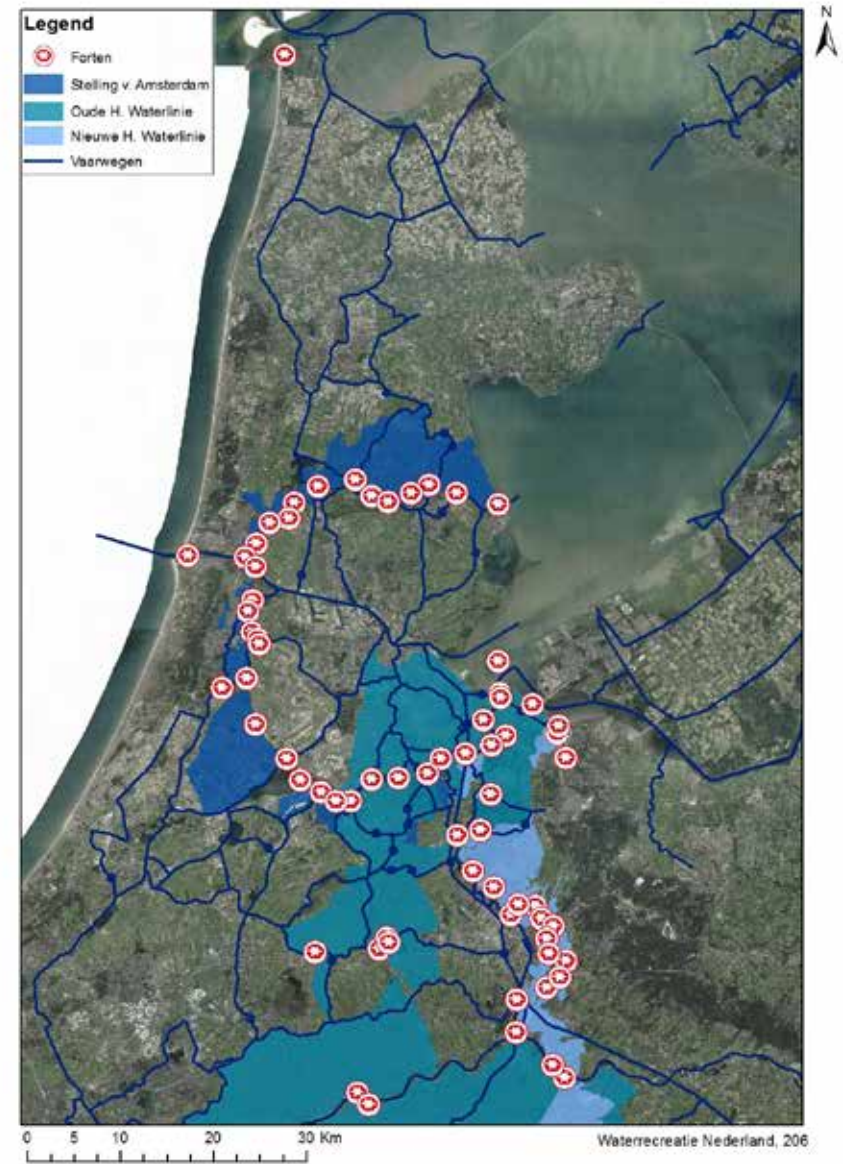 Legend
Forten
Stelling v. Amsterdam
Oude H. Waterlinie
Nieuwe H. Waterlinie
Vaarwegen
N
0 5 10 20 30 Km
Waterrecreatie Nederland, 206